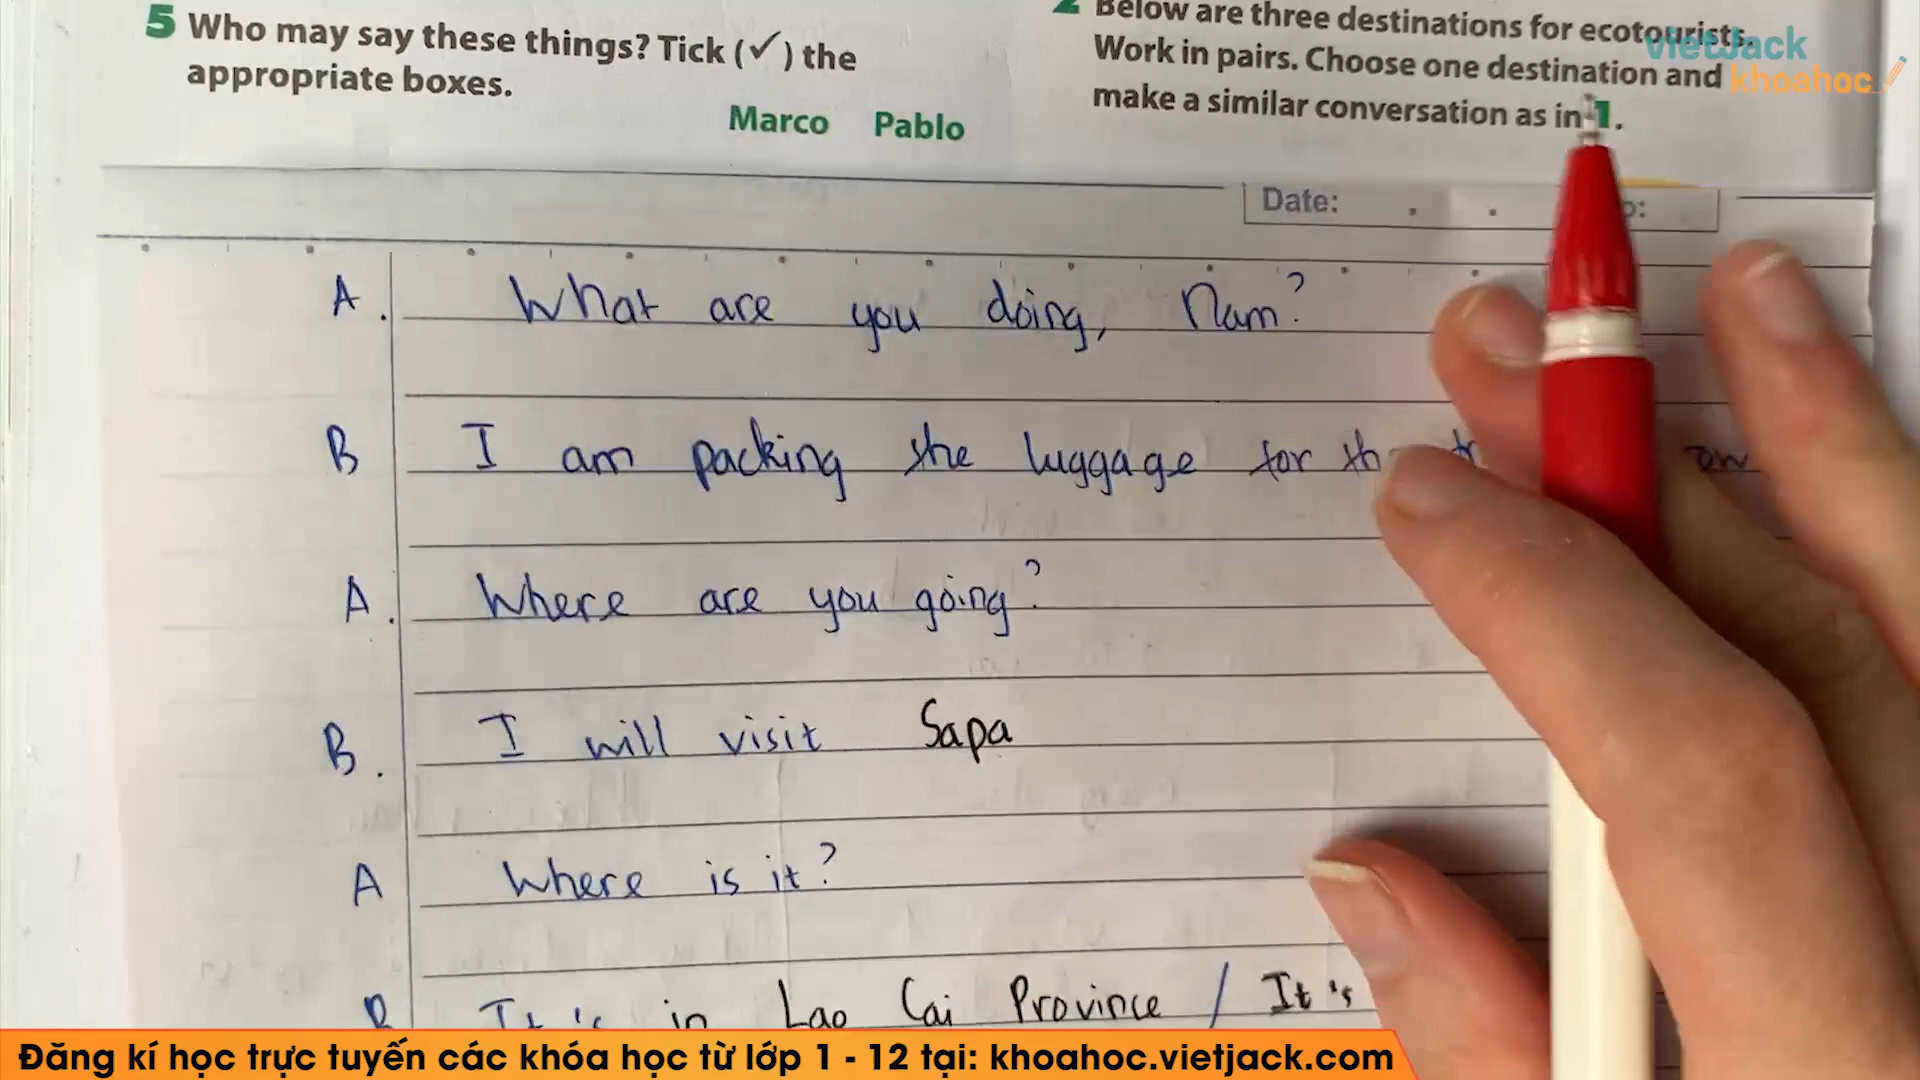 5 Who may say these things? Tick (✓) the
appropriate boxes.
Marco Pablo
2 Below are three destinations for ecotourists.
Work in pairs. Choose one destination and
make a similar conversation as in 1.
vietJack
khoahoc
Date:
A. What are you doing, Nam?
B I am packing the luggage for
A. Where are you going?
B. I will visit Sapa
A Where is it?
B It's in Lao Cai Province / It's
Đăng kí học trực tuyến các khóa học từ lớp 1 - 12 tại: khoahoc.vietjack.com